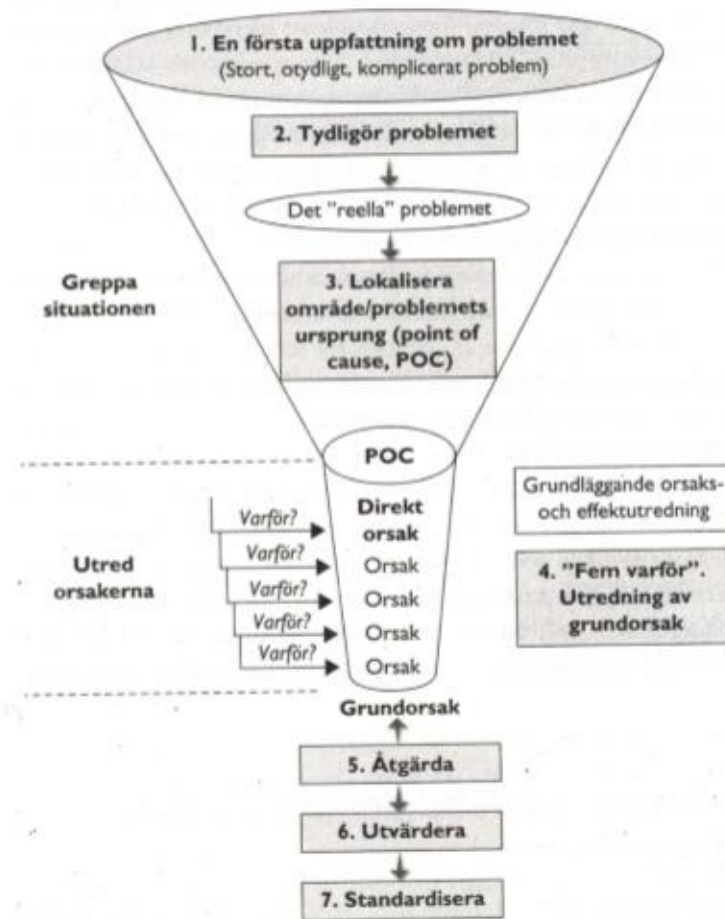 1. En första uppfattning om problemet
(Stort, otydligt, komplicerat problem)
2. Tydligör problemet
Det "reella" problemet
Greppa
situationen
3. Lokalisera
område/problemets
ursprung (point of
cause, POC)
POC
Utred
orsakerna
Varför?
Varför?
Varför?
Varför?
Varför?
Direkt
orsak
Orsak
Orsak
Orsak
Orsak
Grundläggande orsaks-
och effektutredning
4. ”Fem varför”.
Utredning av
grundorsak
Grundorsak
5. Åtgärda
6. Utvärdera
7. Standardisera